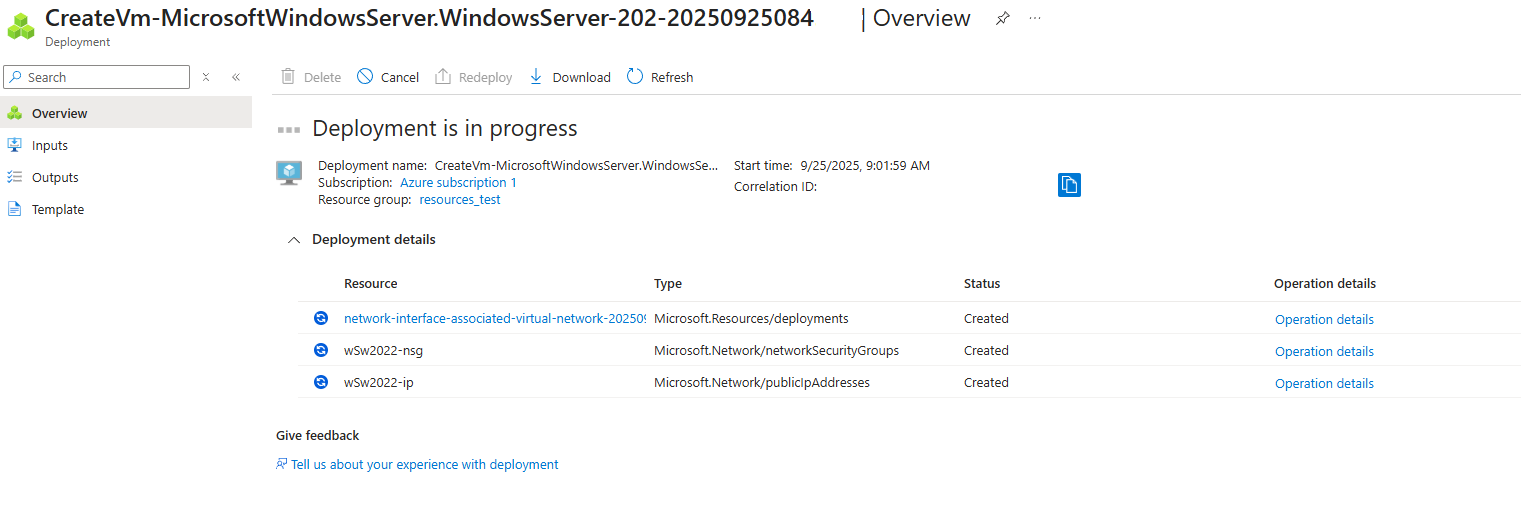 CreateVm-MicrosoftWindowsServer.WindowsServer-202-20250925084 | Overview ...
Deployment
Search
Delete Cancel Redeploy Download Refresh
Overview
Inputs
Outputs
Template
Deployment is in progress
Deployment name: CreateVm-MicrosoftWindowsServer.WindowsSe... Start time: 9/25/2025, 9:01:59 AM
Subscription: Azure subscription 1 Correlation ID:
Resource group: resources_test
Deployment details
Resource Type Status Operation details
network-interface-associated-virtual-network-202509 Microsoft.Resources/deployments Created Operation details
wSw2022-nsg Microsoft.Network/networkSecurityGroups Created Operation details
wSw2022-ip Microsoft.Network/publicIpAddresses Created Operation details
Give feedback
Tell us about your experience with deployment